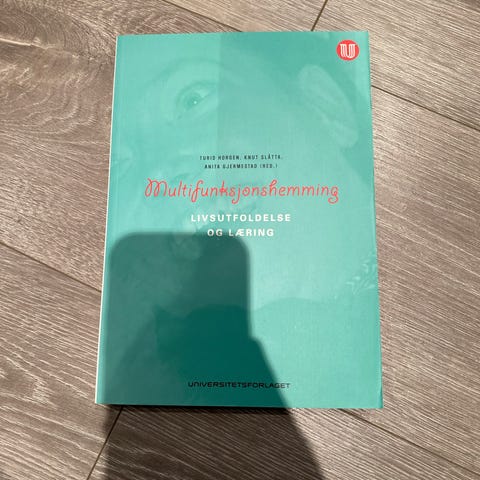 TURID HORGEN, KNUT SLÅTTA,
ANITA GJERMESTAD (RED.)
Multifunksjonshemming
LIVSUTFOLDELSE
OG LÆRING
UNIVERSITETSFORLAGET